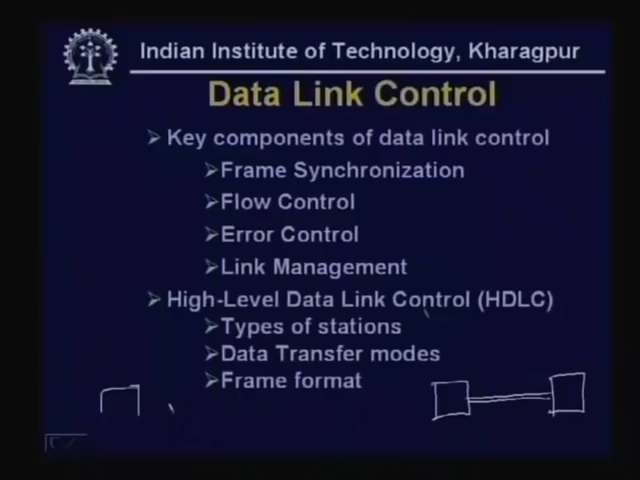 Indian Institute of Technology, Kharagpur
Data Link Control
Key components of data link control
Frame Synchronization
Flow Control
Error Control
Link Management
High-Level Data Link Control (HDLC)
Types of stations
Data Transfer modes
Frame format